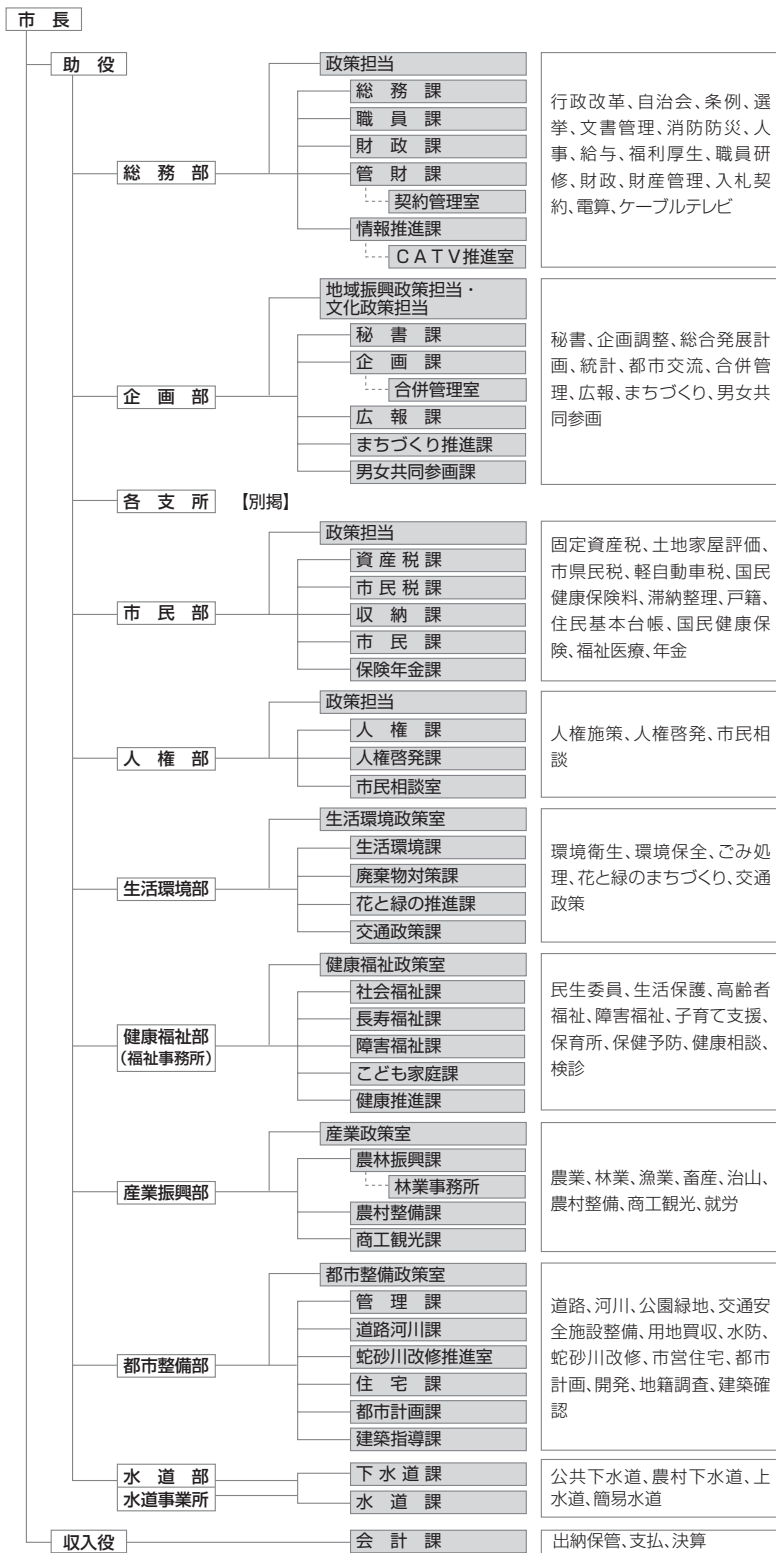 市長
助役
総務部
政策担当
総務課
職員課
財政課
管財課
契約管理室
情報推進課
CATV推進室
行政改革、自治会、条例、選
挙、文書管理、消防防災、人
事、給与、福利厚生、職員研
修、財政、財産管理、入札契
約、電算、ケーブルテレビ
企画部
地域振興政策担当・
文化政策担当
秘書課
企画課
合併管理室
広報課
まちづくり推進課
男女共同参画課
秘書、企画調整、総合発展計
画、統計、都市交流、合併管
理、広報、まちづくり、男女共
同参画
各支所 【別掲】
市民部
政策担当
資産税課
市民税課
収納課
市民課
保険年金課
固定資産税、土地家屋評価、
市県民税、軽自動車税、国民
健康保険料、滞納整理、戸籍、
住民基本台帳、国民健康保
険、福祉医療、年金
人権部
政策担当
人権課
人権啓発課
市民相談室
人権施策、人権啓発、市民相
談
生活環境部
生活環境政策室
生活環境課
廃棄物対策課
花と緑の推進課
交通政策課
環境衛生、環境保全、ごみ処
理、花と緑のまちづくり、交通
政策
健康福祉部
(福祉事務所)
健康福祉政策室
社会福祉課
長寿福祉課
障害福祉課
こども家庭課
健康推進課
民生委員、生活保護、高齢者
福祉、障害福祉、子育て支援、
保育所、保健予防、健康相談、
検診
産業振興部
産業政策室
農林振興課
林業事務所
農村整備課
商工観光課
農業、林業、漁業、畜産、治山、
農村整備、商工観光、就労
都市整備部
都市整備政策室
管理課
道路河川課
蛇砂川改修推進室
住宅課
都市計画課
建築指導課
道路、河川、公園緑地、交通安
全施設整備、用地買収、水防、
蛇砂川改修、市営住宅、都市
計画、開発、地籍調査、建築確
認
水道部
水道事業所
下水道課
水道課
公共下水道、農村下水道、上
水道、簡易水道
収入役
会計課
出納保管、支払、決算